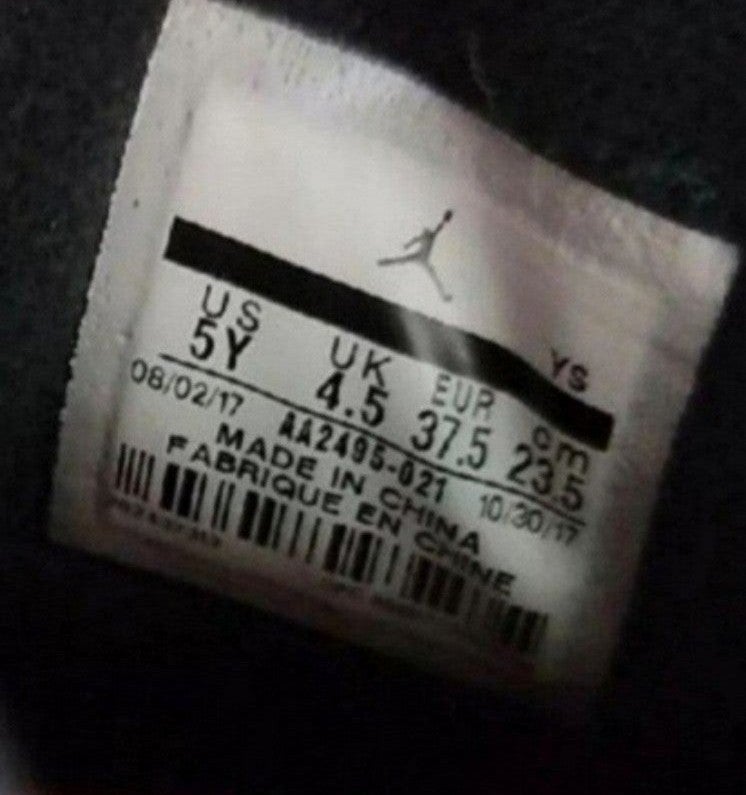 YS
US UK EUR cm
5Y 4.5 37.5 23.5
08/02/17 AA2495-021 10/30/17
MADE IN CHINA
FABRIQUE EN CHINE